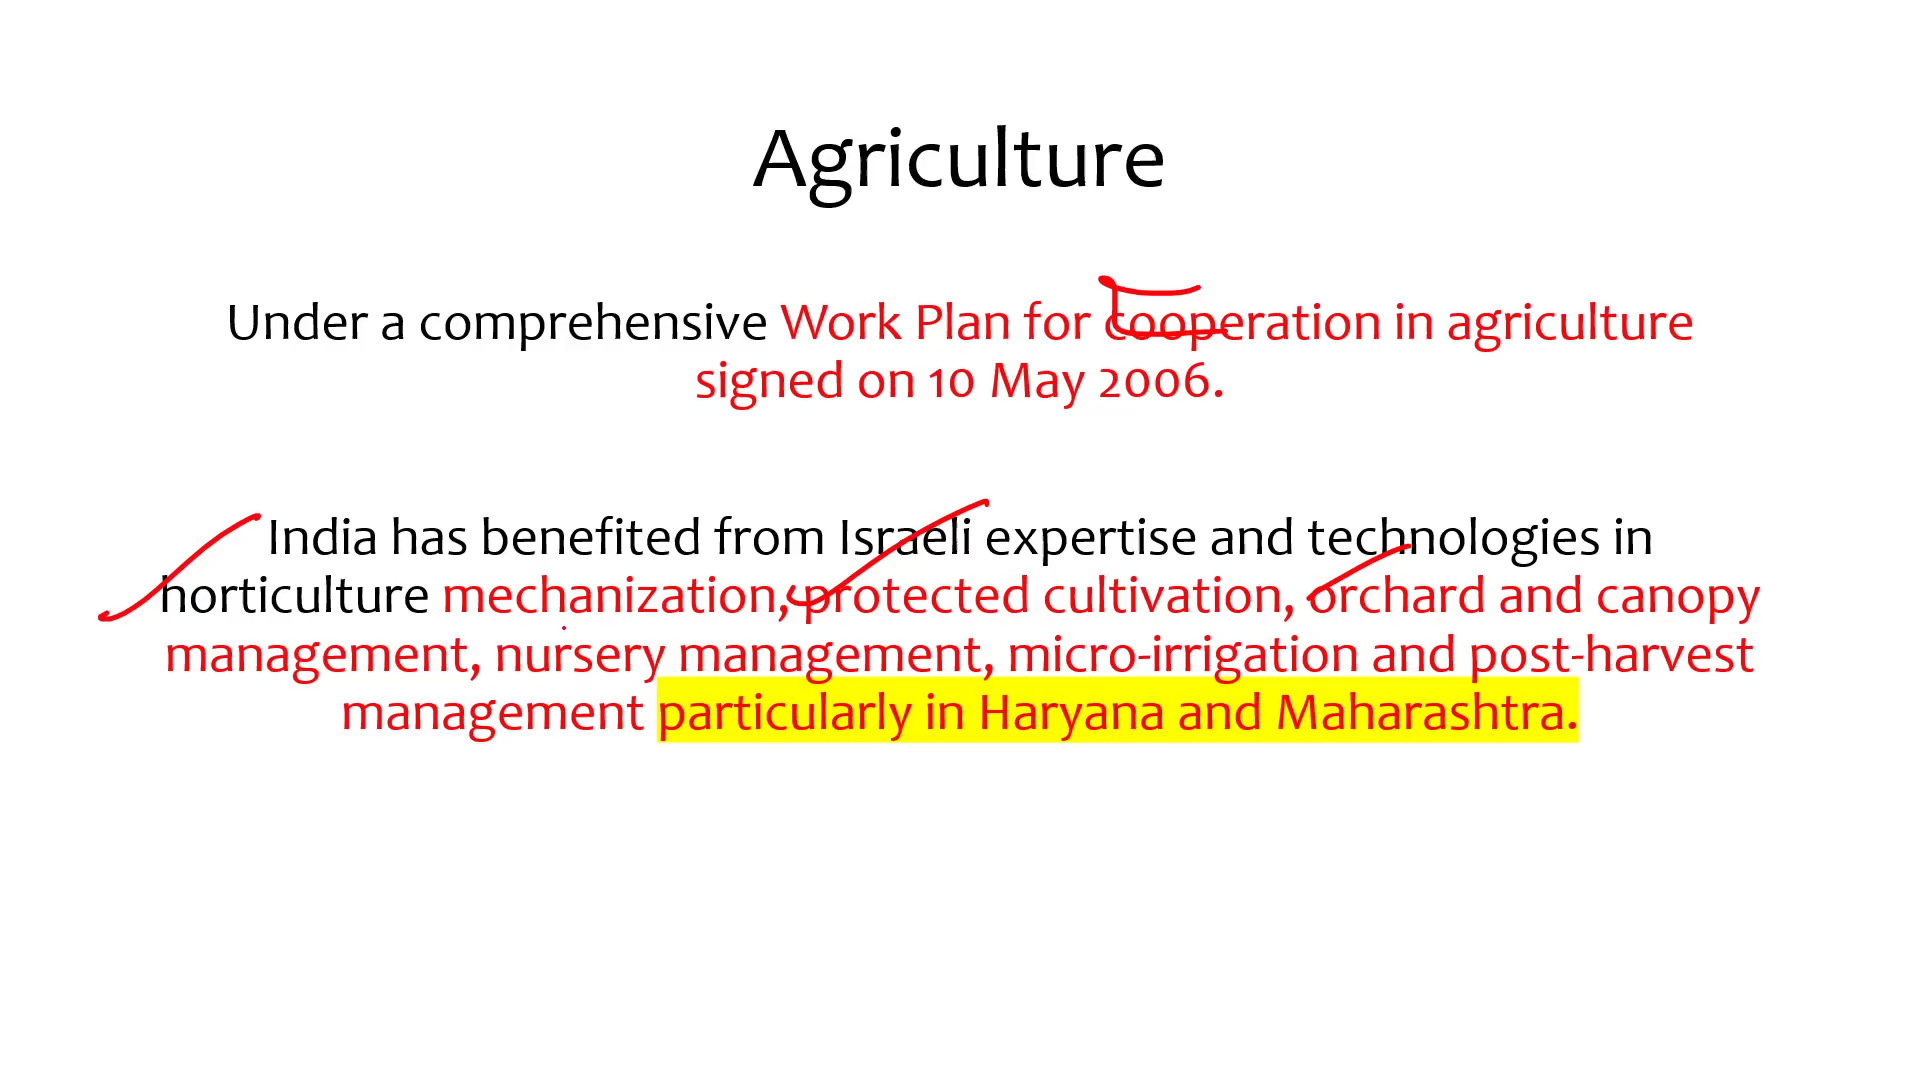 Agriculture
Under a comprehensive Work Plan for cooperation in agriculture
signed on 10 May 2006.
India has benefited from Israeli expertise and technologies in
horticulture mechanization, protected cultivation, orchard and canopy
management, nursery management, micro-irrigation and post-harvest
management particularly in Haryana and Maharashtra.